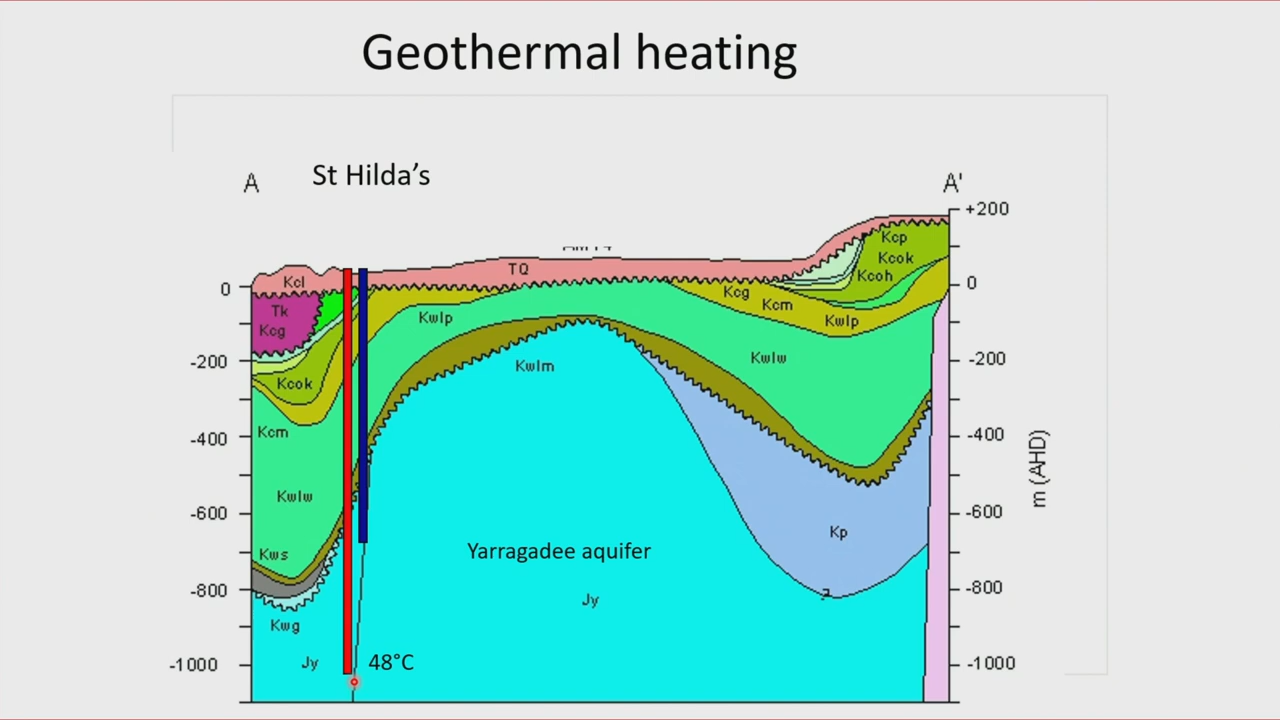 Geothermal heating
A
St Hilda's
A'
+200
Kcp
Kcok
TQ
Kcoh
Kcl
0
0
Kcg
Tk
Kcm
Kwlp
Kwlp
Kcg
-200
Kwlw
-200
Kwlm
Kcok
Kcm
-400
-400
m (AHD)
Kwlw
-600
-600
Kp
Yarragadee aquifer
Kws
-800
-800
Jy
?
Kwg
Jy
48°C
-1000
-1000